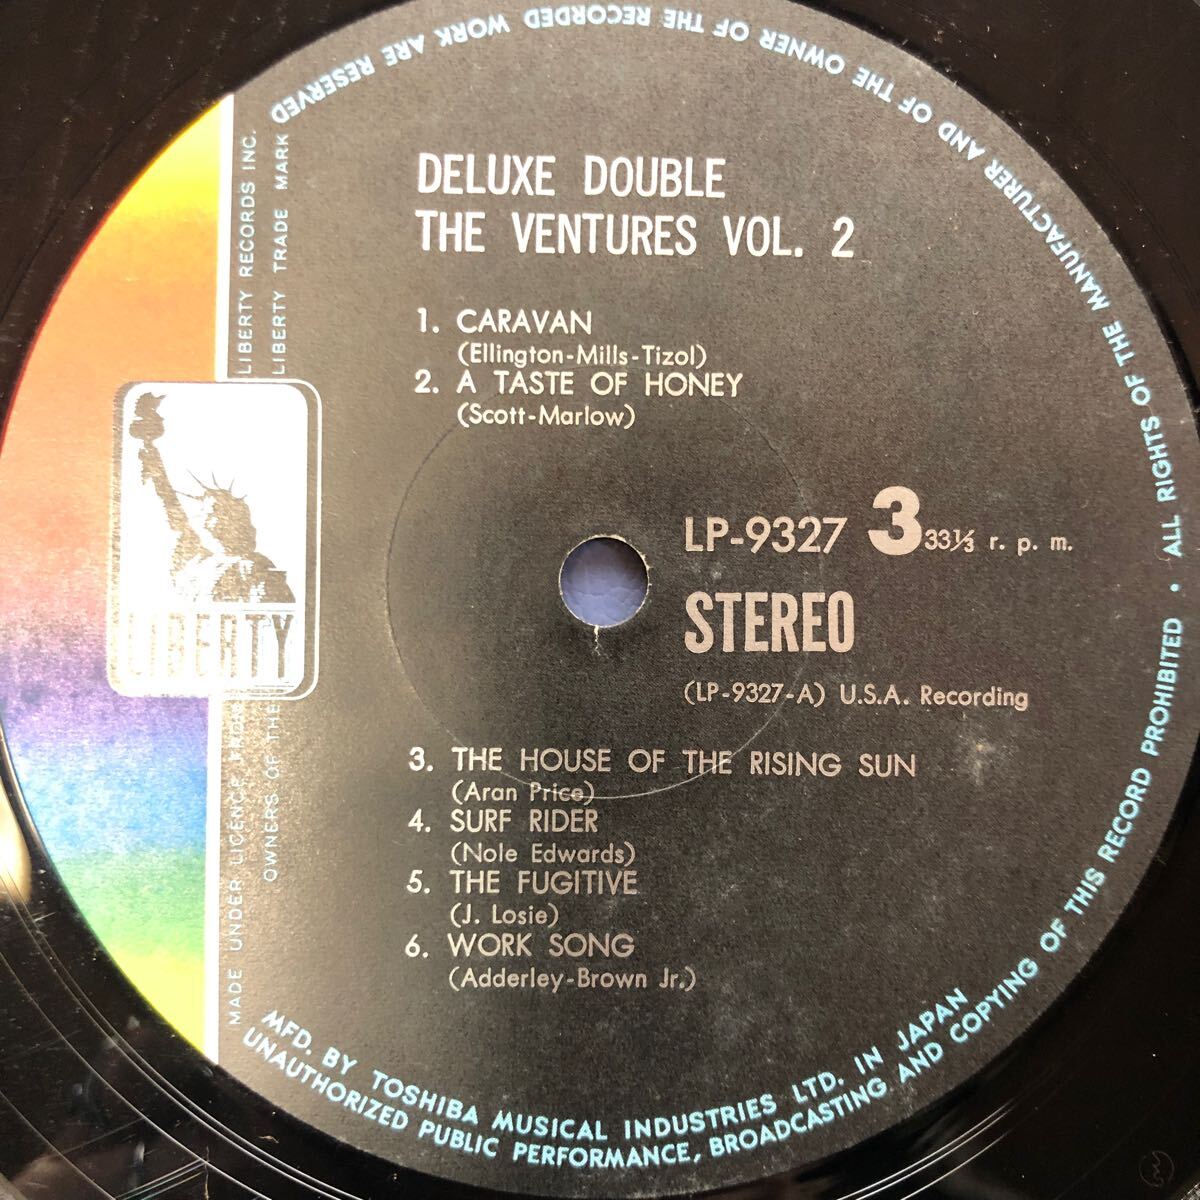 DELUXE DOUBLE
THE VENTURES VOL. 2
1. CARAVAN
(Ellington-Mills-Tizol)
2. A TASTE OF HONEY
(Scott-Marlow)
LP-9327 3 33⅓ r. p. m.
STEREO
(LP-9327-A) U.S.A. Recording
3. THE HOUSE OF THE RISING SUN
(Aran Price)
4. SURF RIDER
(Nole Edwards)
5. THE FUGITIVE
(J. Losie)
6. WORK SONG
(Adderley-Brown Jr.)
LIBERTY
MADE UNDER LICENCE FROM LIBERTY RECORDS INC.
OWNERS OF THE LIBERTY TRADE MARK
MFD. BY TOSHIBA MUSICAL INDUSTRIES LTD. IN JAPAN
UNAUTHORIZED PUBLIC PERFORMANCE, BROADCASTING AND COPYING OF THIS RECORD PROHIBITED • ALL RIGHTS OF THE MANUFACTURER AND OF THE OWNER OF THE RECORDED WORK ARE RESERVED